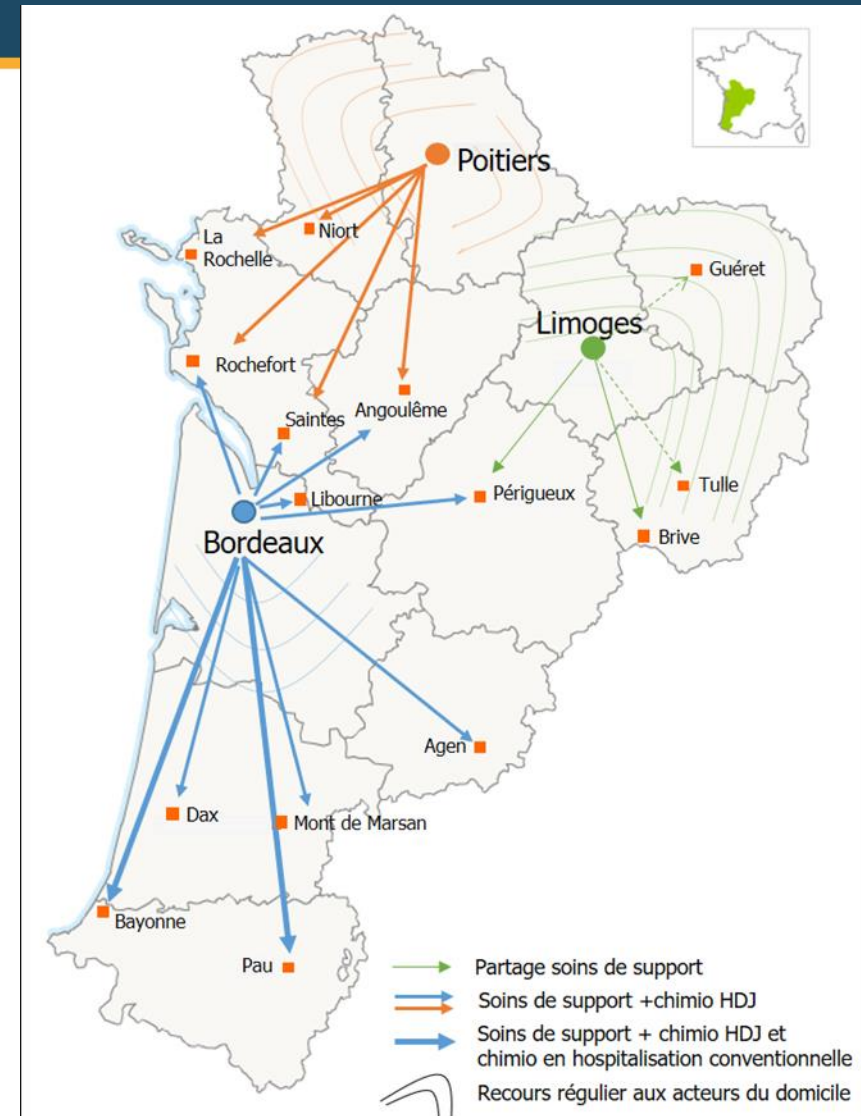 Poitiers
La
Rochelle
Niort
Guéret
Limoges
Rochefort
Saintes
Angoulême
Libourne
Périgueux
Tulle
Bordeaux
Brive
Agen
Dax
Mont de Marsan
Bayonne
Pau
Partage soins de support
Soins de support +chimio HDJ
Soins de support + chimio HDJ et
chimio en hospitalisation conventionnelle
Recours régulier aux acteurs du domicile